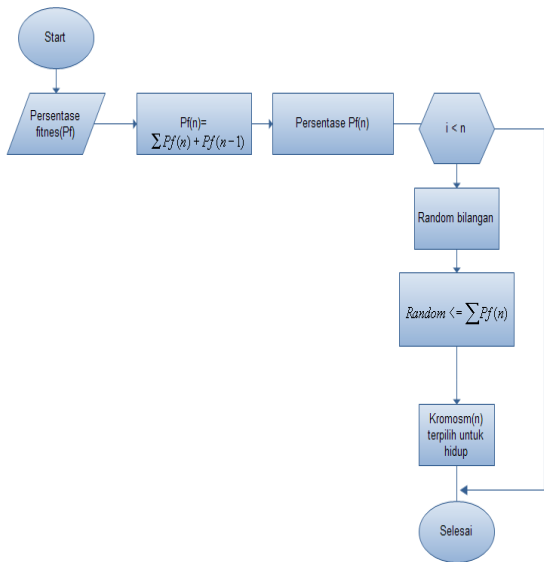 Start
Persentase
fitnes(Pf)
Pf(n)=
∑Pf(n) + Pf(n−1)
Persentase Pf(n)
i < n
Random bilangan
Random <= ∑Pf(n)
Kromosm(n)
terpilih untuk
hidup
Selesai